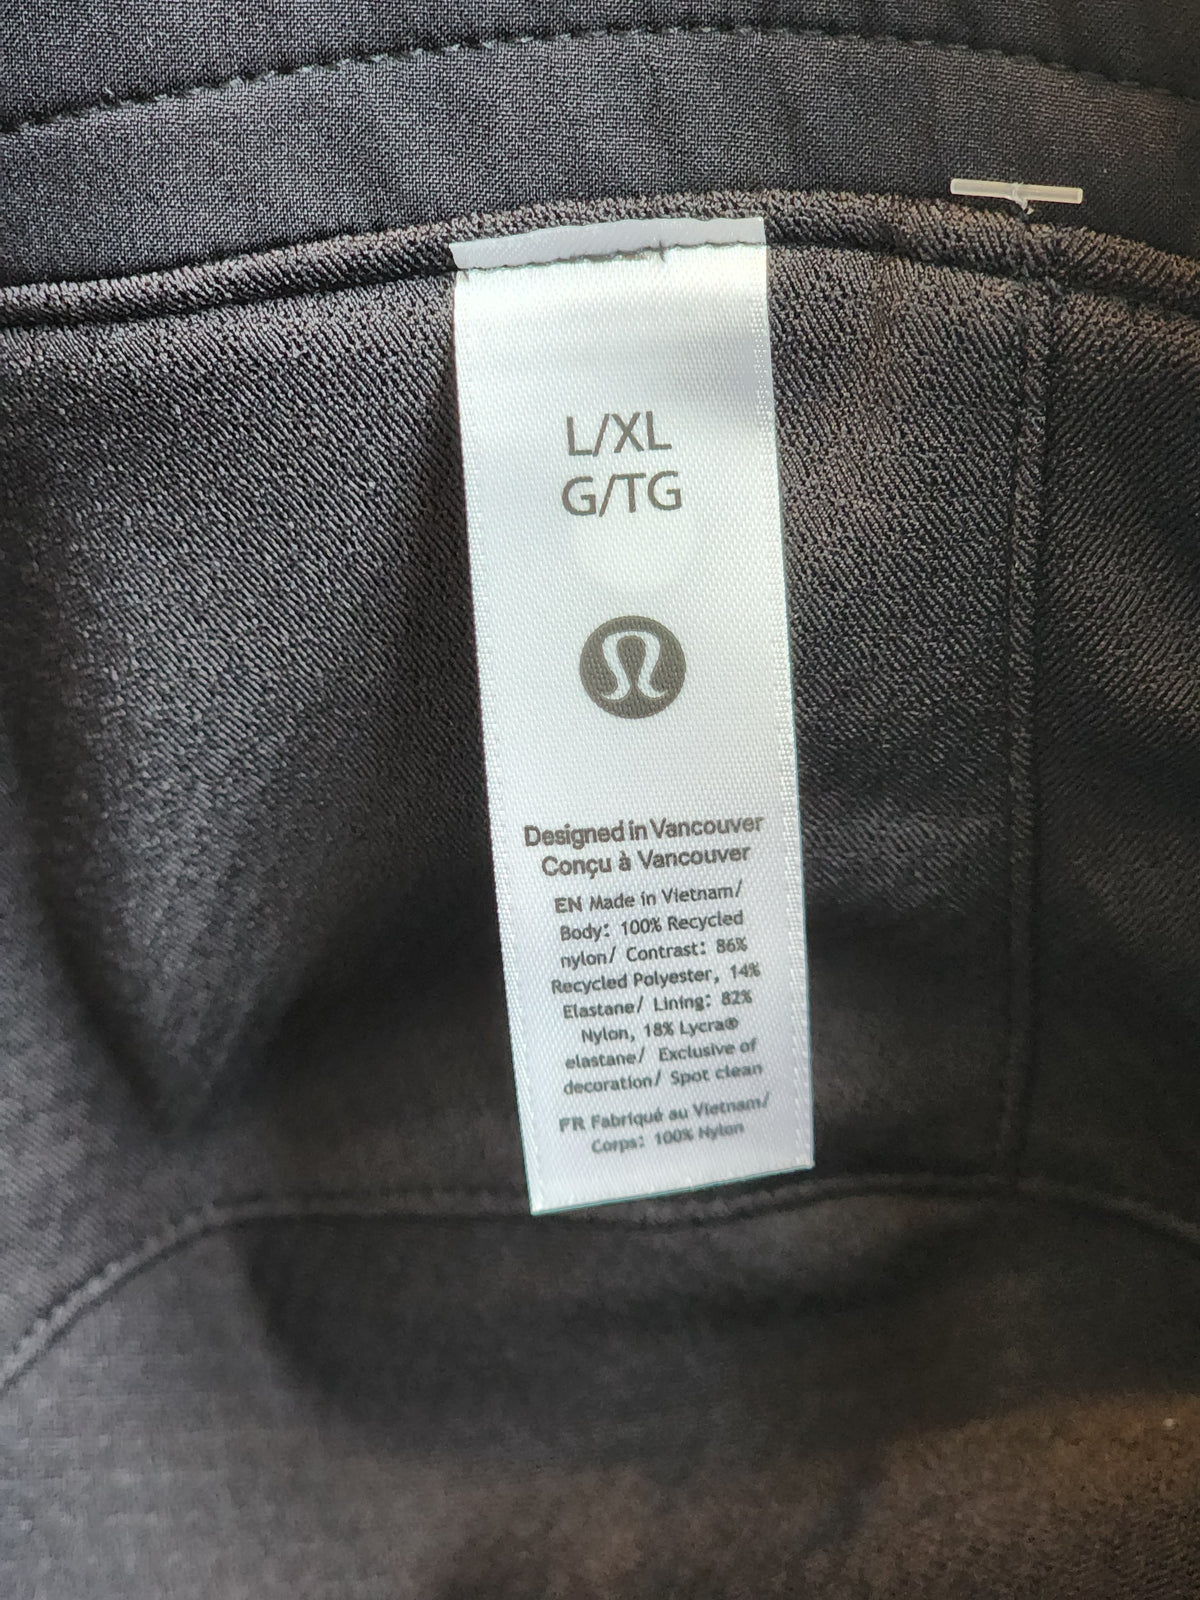 L/XL
G/TG
Designed in Vancouver
Conçu à Vancouver
EN Made in Vietnam/
Body: 100% Recycled
nylon/ Contrast: 86%
Recycled Polyester, 14%
Elastane/ Lining: 82%
Nylon, 18% Lycra®
elastane/ Exclusive of
decoration/ Spot clean
FR Fabriqué au Vietnam/
Corps: 100% Nylon